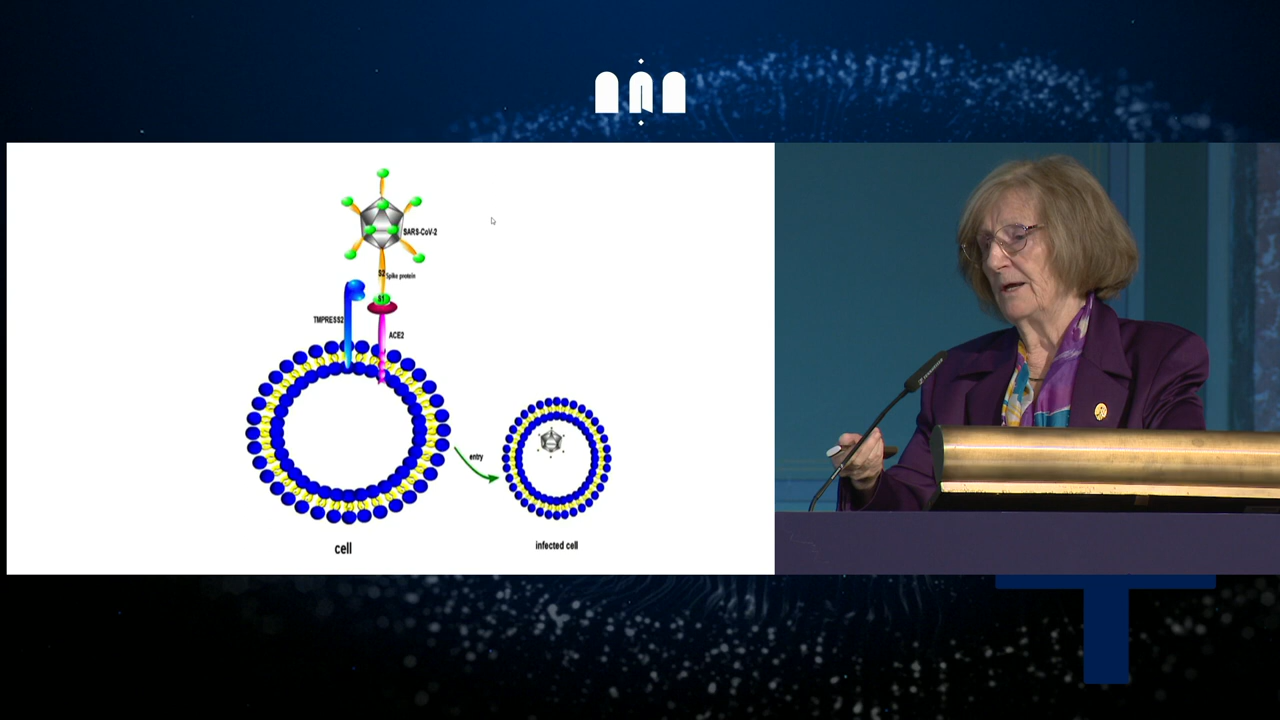 SARS-CoV-2
S2 Spike protein
S1
TMPRESS2
ACE2
entry
cell
infected cell